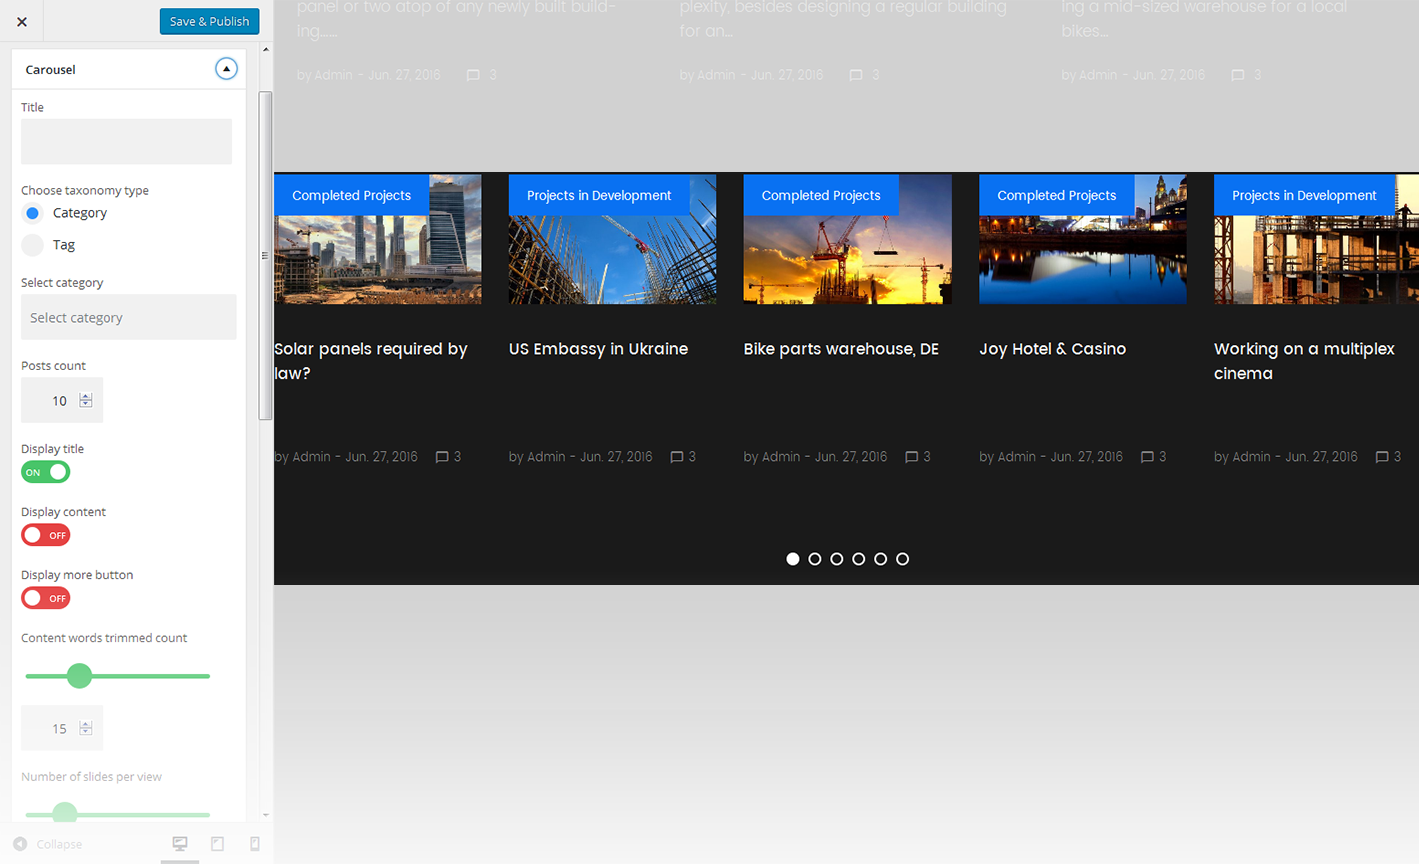 Save & Publish
Carousel
Title
Choose taxonomy type
Category
Tag
Select category
Select category
Posts count
10
Display title
ON
Display content
OFF
Display more button
OFF
Content words trimmed count
15
Number of slides per view
Collapse
panel or two atop of any newly built build-
ing……
by Admin - Jun. 27, 2016 3
plexity, besides designing a regular building
for an…
by Admin - Jun. 27, 2016 3
ing a mid-sized warehouse for a local
bikes…
by Admin - Jun. 27, 2016 3
Completed Projects
Solar panels required by
law?
by Admin - Jun. 27, 2016 3
Projects in Development
US Embassy in Ukraine
by Admin - Jun. 27, 2016 3
Completed Projects
Bike parts warehouse, DE
by Admin - Jun. 27, 2016 3
Completed Projects
Joy Hotel & Casino
by Admin - Jun. 27, 2016 3
Projects in Development
Working on a multiplex
cinema
by Admin - Jun. 27, 2016 3